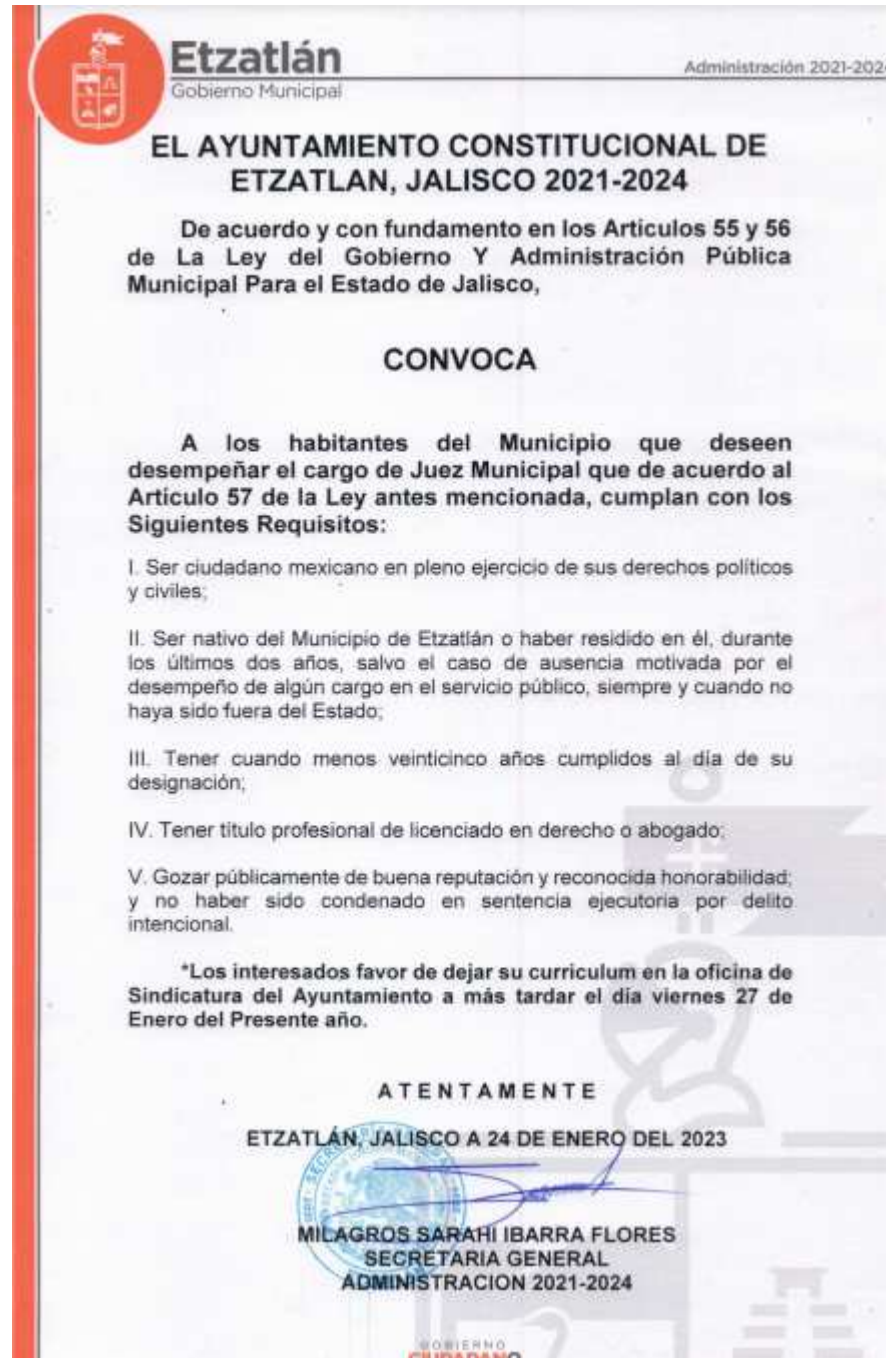 Etzatlán
Gobierno Municipal
Administración 2021-202
EL AYUNTAMIENTO CONSTITUCIONAL DE
ETZATLAN, JALISCO 2021-2024
De acuerdo y con fundamento en los Artículos 55 y 56
de La Ley del Gobierno Y Administración Pública
Municipal Para el Estado de Jalisco,
CONVOCA
A los habitantes del Municipio que deseen
desempeñar el cargo de Juez Municipal que de acuerdo al
Artículo 57 de la Ley antes mencionada, cumplan con los
Siguientes Requisitos:
I. Ser ciudadano mexicano en pleno ejercicio de sus derechos políticos
y civiles;
II. Ser nativo del Municipio de Etzatlán o haber residido en él, durante
los últimos dos años, salvo el caso de ausencia motivada por el
desempeño de algún cargo en el servicio público, siempre y cuando no
haya sido fuera del Estado;
III. Tener cuando menos veinticinco años cumplidos al día de su
designación;
IV. Tener título profesional de licenciado en derecho o abogado;
V. Gozar públicamente de buena reputación y reconocida honorabilidad;
y no haber sido condenado en sentencia ejecutoria por delito
intencional.
*Los interesados favor de dejar su curriculum en la oficina de
Sindicatura del Ayuntamiento a más tardar el día viernes 27 de
Enero del Presente año.
ATENTAMENTE
ETZATLÁN, JALISCO A 24 DE ENERO DEL 2023
MILAGROS SARAHI IBARRA FLORES
SECRETARIA GENERAL
ADMINISTRACION 2021-2024
GOBIERNO
CIUDADANO